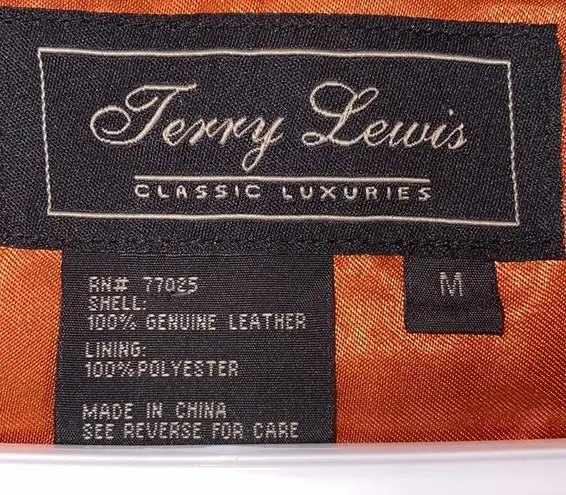 Terry Lewis
CLASSIC LUXURIES
M
RN# 77025
SHELL:
100% GENUINE LEATHER
LINING:
100%POLYESTER
MADE IN CHINA
SEE REVERSE FOR CARE